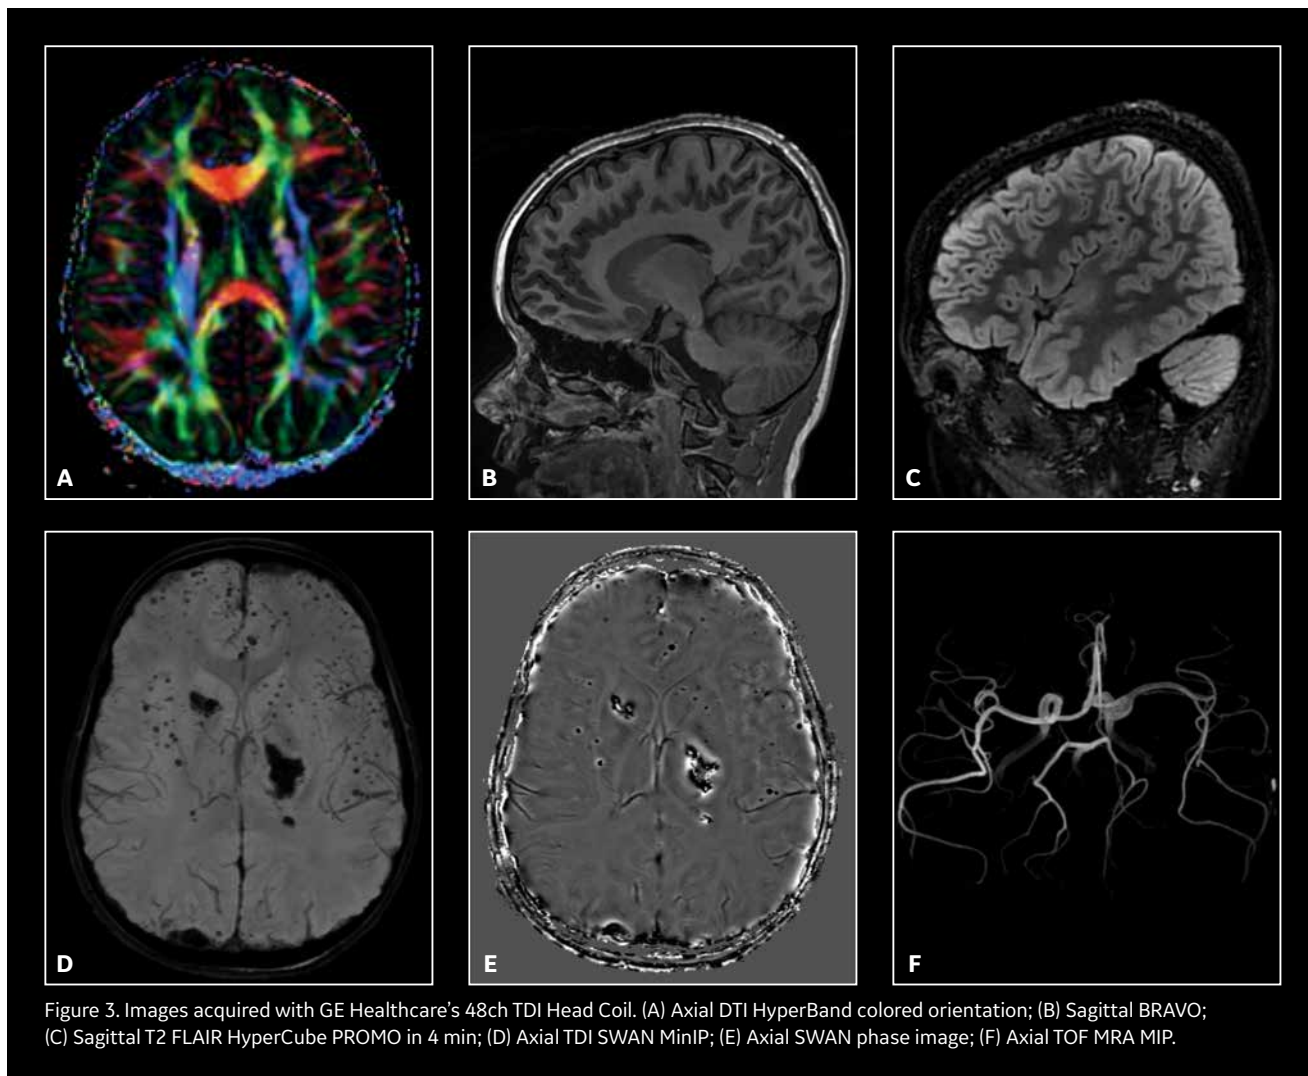 A
B
C
D
E
F
Figure 3. Images acquired with GE Healthcare's 48ch TDI Head Coil. (A) Axial DTI HyperBand colored orientation; (B) Sagittal BRAVO;
(C) Sagittal T2 FLAIR HyperCube PROMO in 4 min; (D) Axial TDI SWAN MinIP; (E) Axial SWAN phase image; (F) Axial TOF MRA MIP.